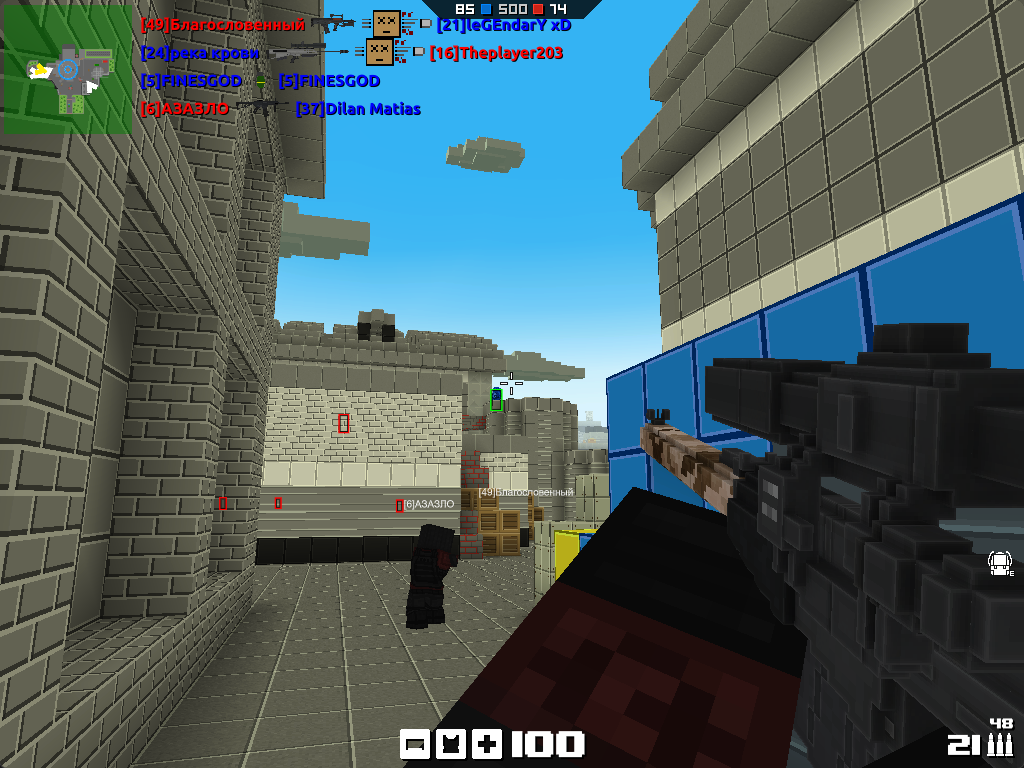 85 500 74
[49]Благословенный [21]leGEndarY xD
[24]река крови [16]Theplayer203
[5]FINESGOD [5]FINESGOD
[6]АЗАЗЛО [37]Dilan Matias
[49]Благословенный
[6]АЗАЗЛО
F
100
48
21